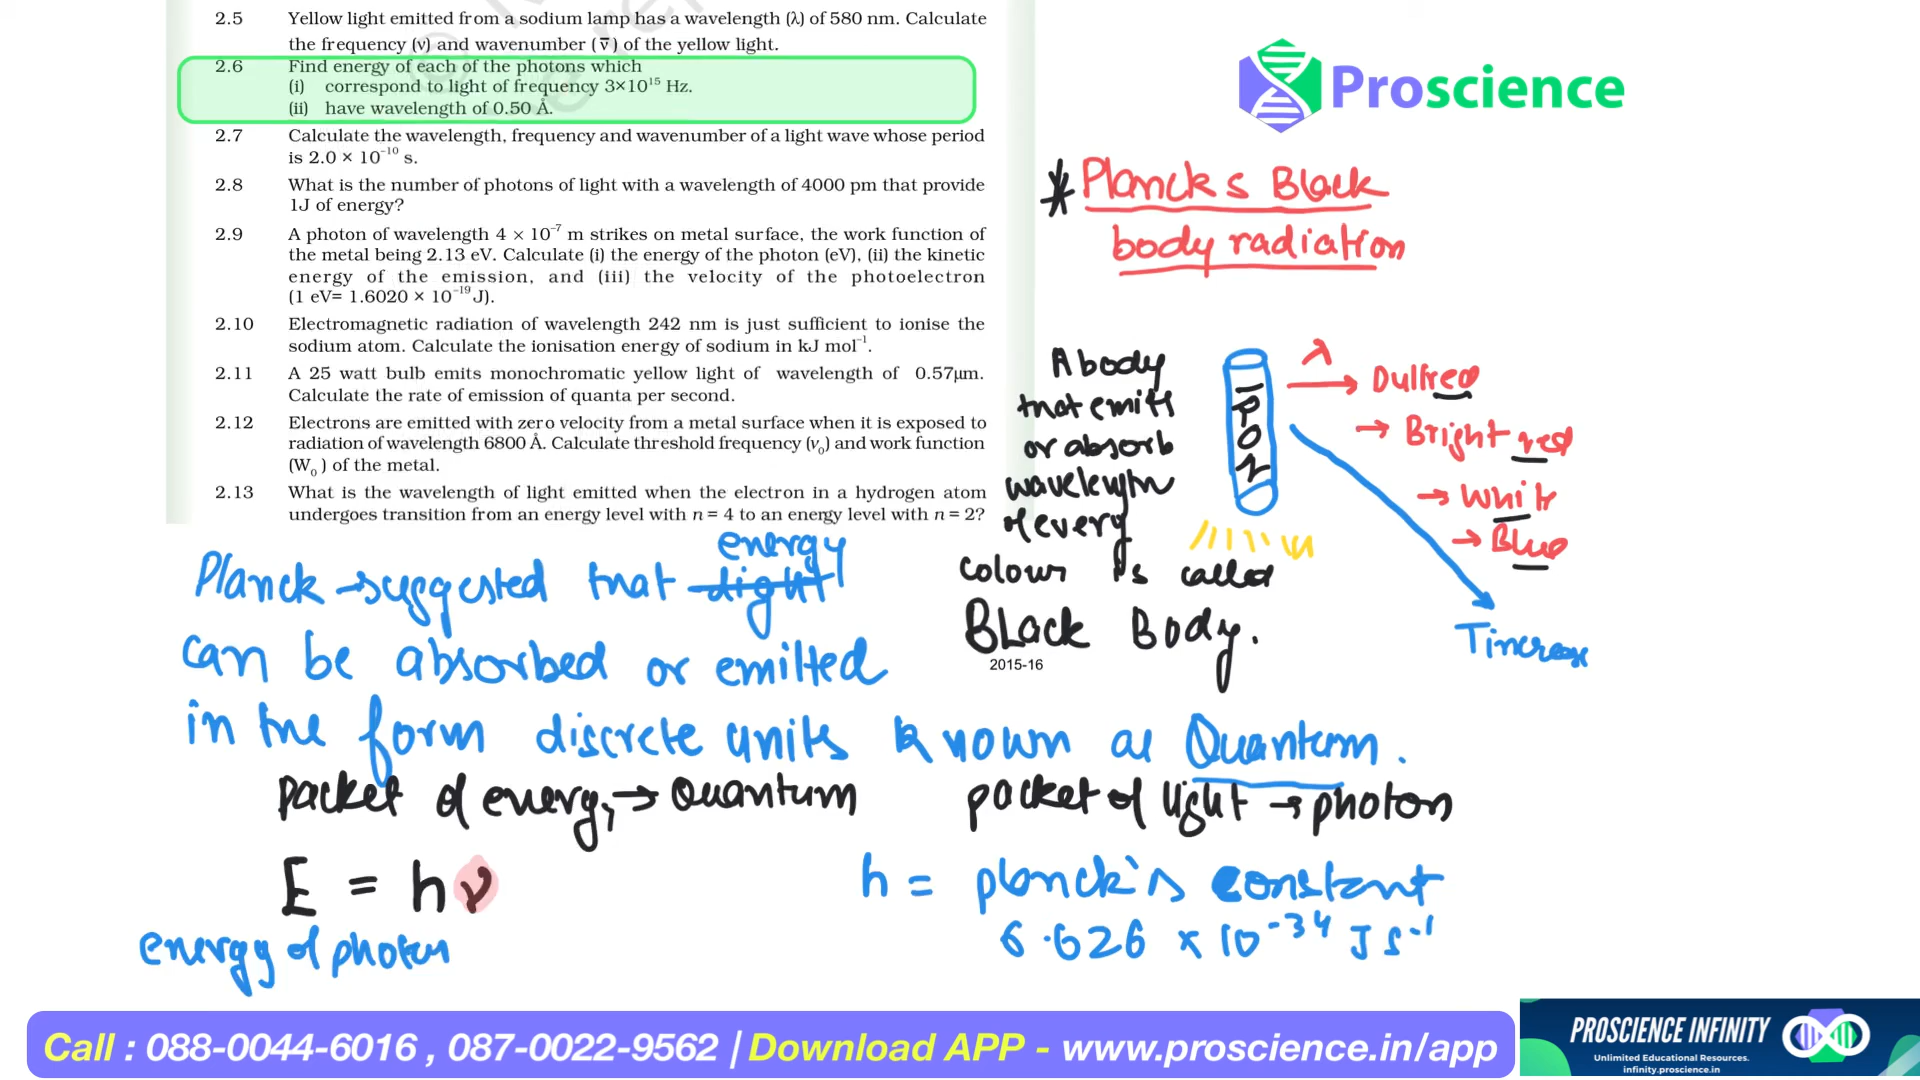 2.5 Yellow light emitted from a sodium lamp has a wavelength (λ) of 580 nm. Calculate
the frequency (ν) and wavenumber (ν̅) of the yellow light.
2.6 Find energy of each of the photons which
(i) correspond to light of frequency 3×10¹⁵ Hz.
(ii) have wavelength of 0.50 Å.
2.7 Calculate the wavelength, frequency and wavenumber of a light wave whose period
is 2.0 × 10⁻¹⁰ s.
2.8 What is the number of photons of light with a wavelength of 4000 pm that provide
1J of energy?
2.9 A photon of wavelength 4 × 10⁻⁷ m strikes on metal surface, the work function of
the metal being 2.13 eV. Calculate (i) the energy of the photon (eV), (ii) the kinetic
energy of the emission, and (iii) the velocity of the photoelectron
(1 eV= 1.6020 × 10⁻¹⁹ J).
2.10 Electromagnetic radiation of wavelength 242 nm is just sufficient to ionise the
sodium atom. Calculate the ionisation energy of sodium in kJ mol⁻¹.
2.11 A 25 watt bulb emits monochromatic yellow light of wavelength of 0.57μm.
Calculate the rate of emission of quanta per second.
2.12 Electrons are emitted with zero velocity from a metal surface when it is exposed to
radiation of wavelength 6800 Å. Calculate threshold frequency (ν₀) and work function
(W₀) of the metal.
2.13 What is the wavelength of light emitted when the electron in a hydrogen atom
undergoes transition from an energy level with n = 4 to an energy level with n = 2?
Proscience
* Plancks Black
body radiation
A body
that emits
or absorb
wavelength
of every
colour is called
Black Body.
2015-16
IRON
λ
→ Dull red
→ Bright red
→ White
→ Blue
T increase
energy
Planck → suggested that light
can be absorbed or emitted
in the form discrete units known as Quantum.
packet of energy → Quantum packet of light → photon
E = hν h = planck's constant
energy of photon 6.626 × 10⁻³⁴ J s⁻¹
Call : 088-0044-6016 , 087-0022-9562 | Download APP - www.proscience.in/app
PROSCIENCE INFINITY
Unlimited Educational Resources.
infinity.proscience.in